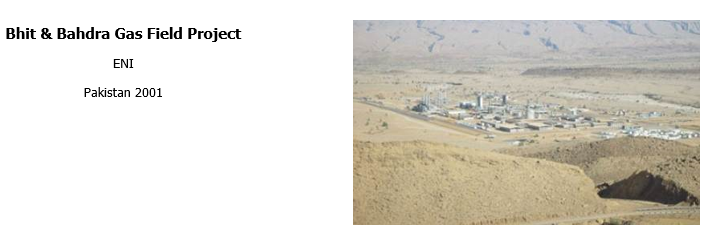 Bhit & Bahdra Gas Field Project
ENI
Pakistan 2001